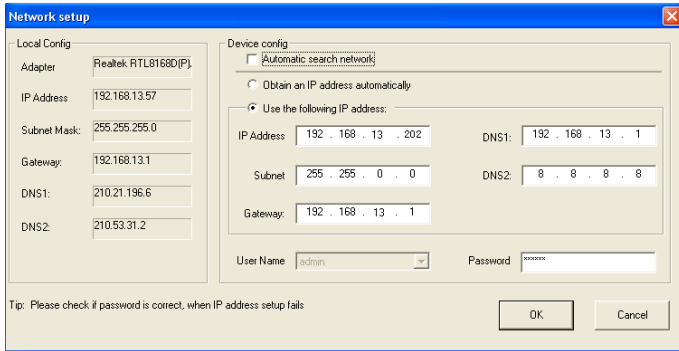 Network setup
Local Config
Adapter Realtek RTL8168D(P).
IP Address 192.168.13.57
Subnet Mask: 255.255.255.0
Gateway: 192.168.13.1
DNS1: 210.21.196.6
DNS2: 210.53.31.2
Device config
Automatic search network
Obtain an IP address automatically
Use the following IP address:
IP Address 192 . 168 . 13 . 202 DNS1: 192 . 168 . 13 . 1
Subnet 255 . 255 . 0 . 0 DNS2: 8 . 8 . 8 . 8
Gateway: 192 . 168 . 13 . 1
User Name admin Password xxxxxx
Tip: Please check if password is correct, when IP address setup fails
OK Cancel